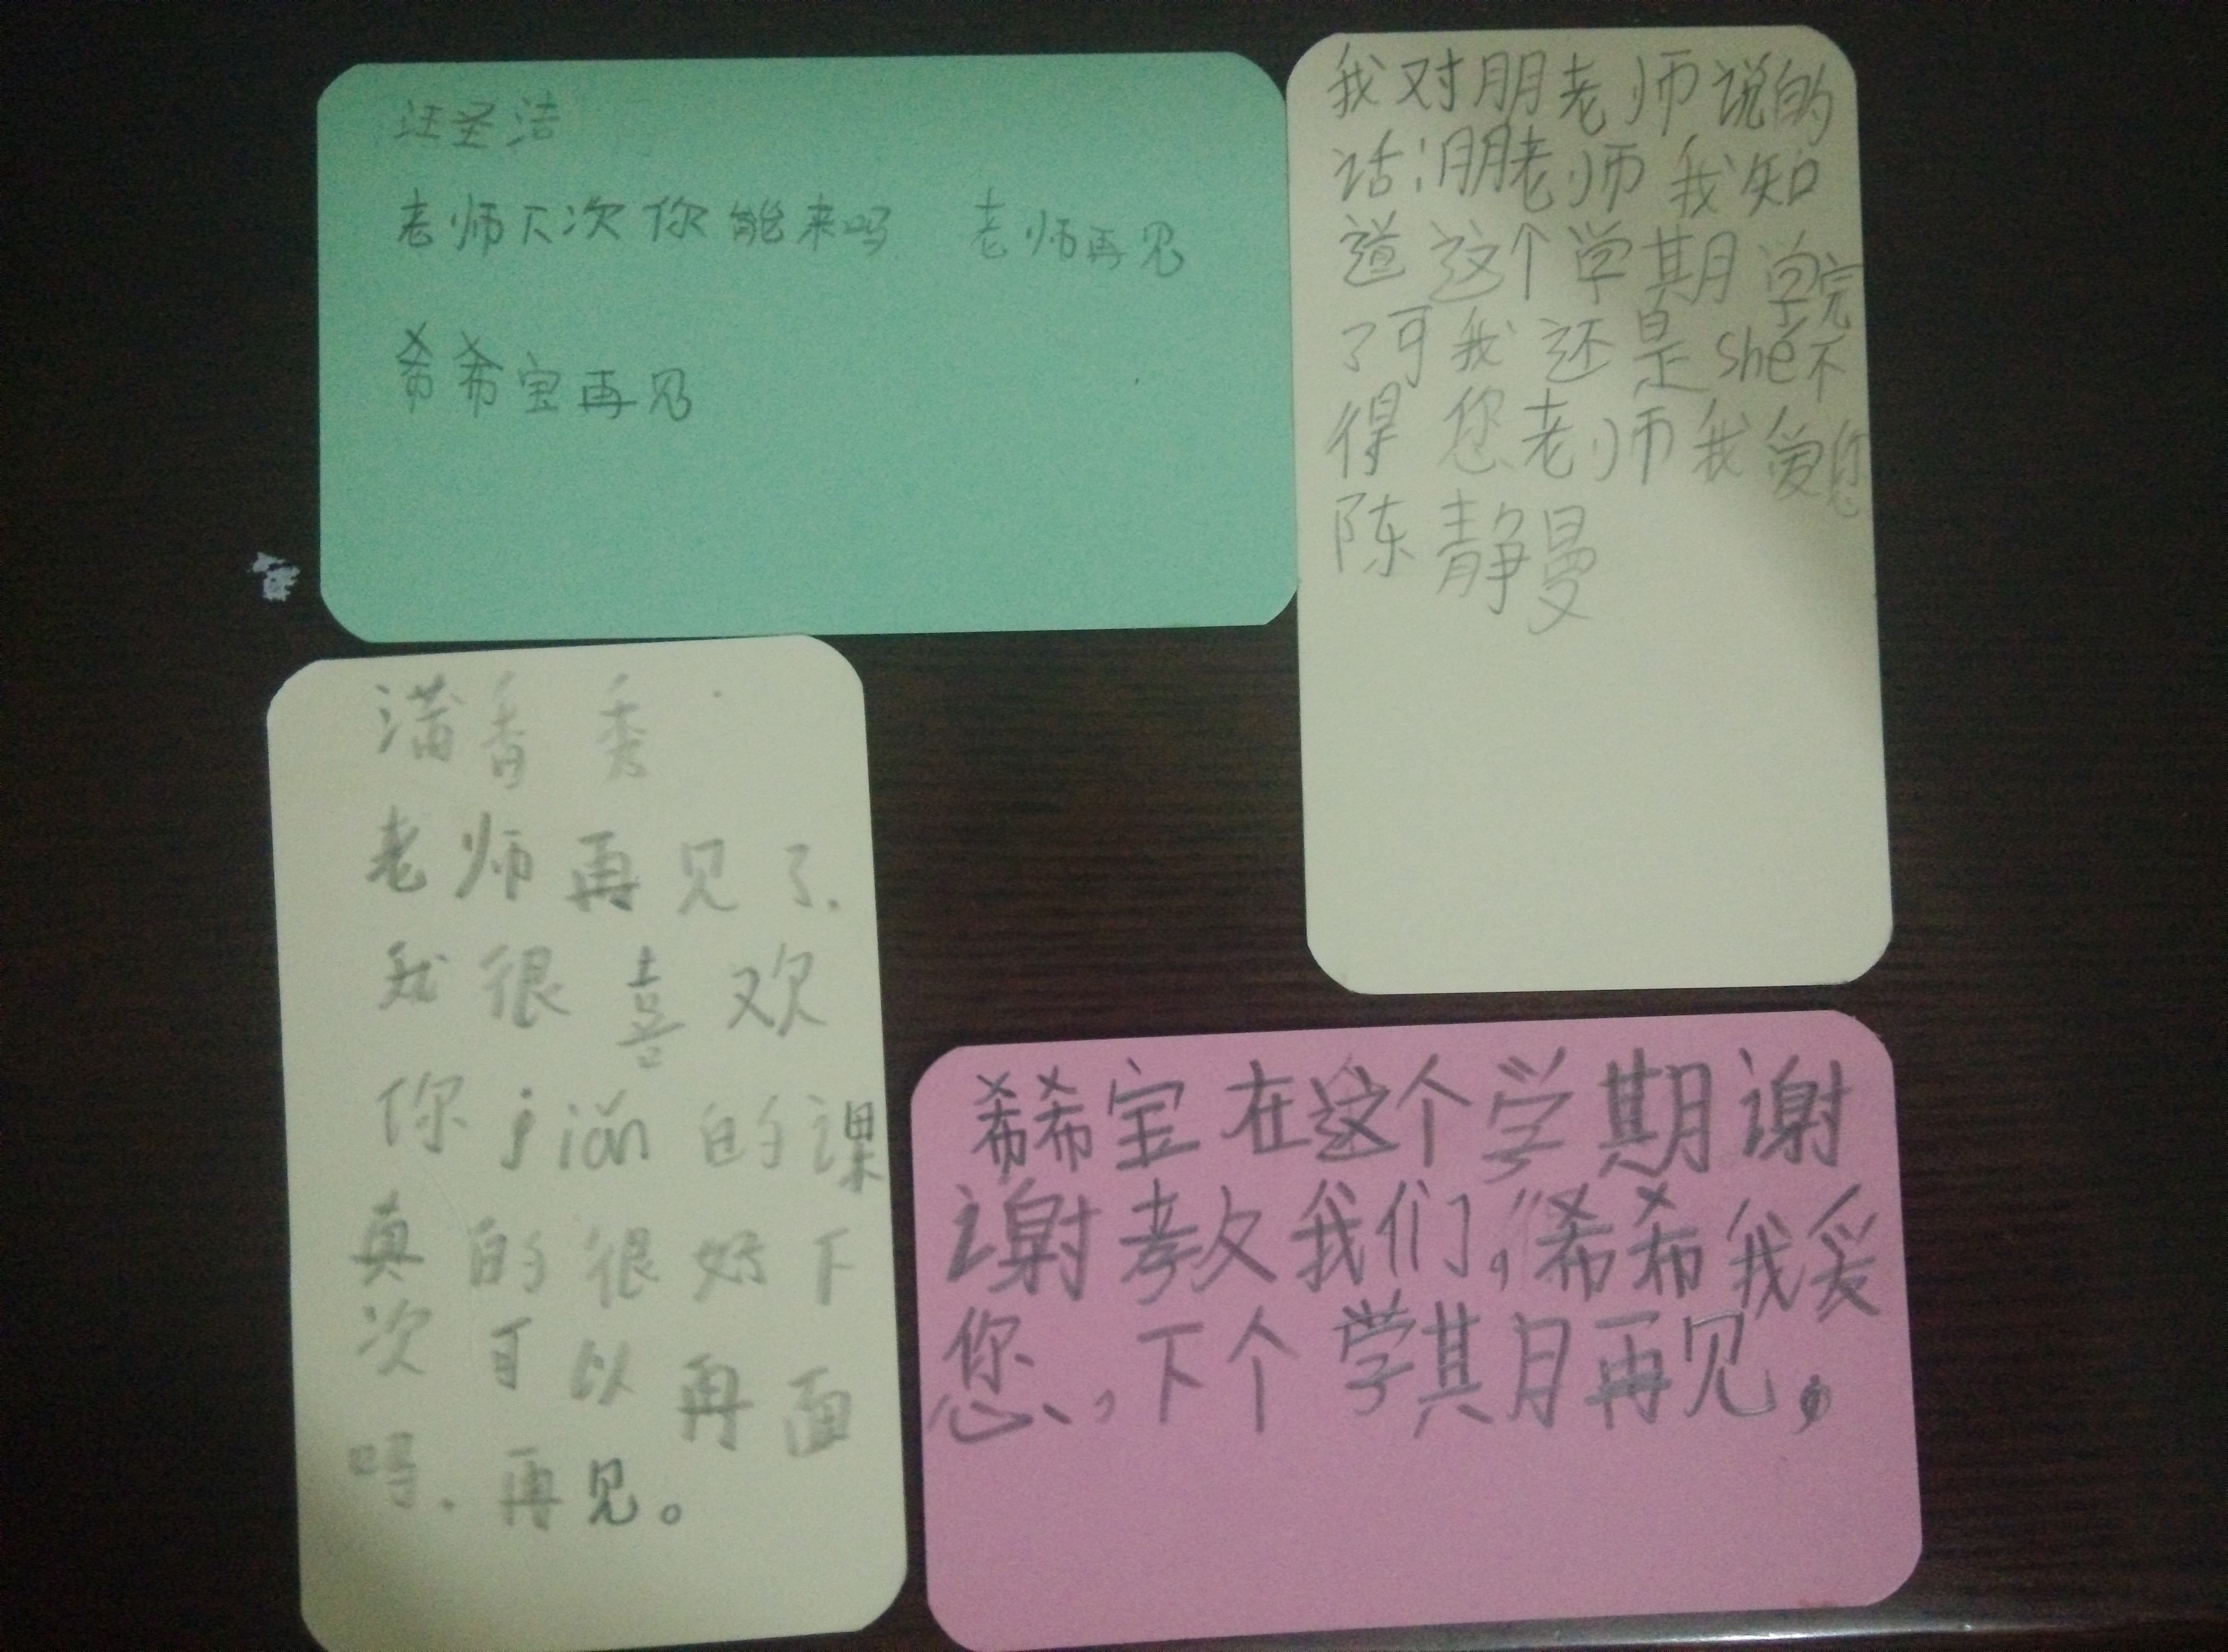 汪圣洁
老师下次你能来吗 老师再见
希希宝再见
我对朋老师说的
话:朋老师我知
道这个学期学完
了可我还是shé不
得您老师我爱您
陈静曼
满香秀
老师再见了.
我很喜欢
你jiǎn的课
真的很好下
次可以再面
吗.再见。
希希宝在这个学期谢
谢教我们,“希希我爱
您,下个学期再见。